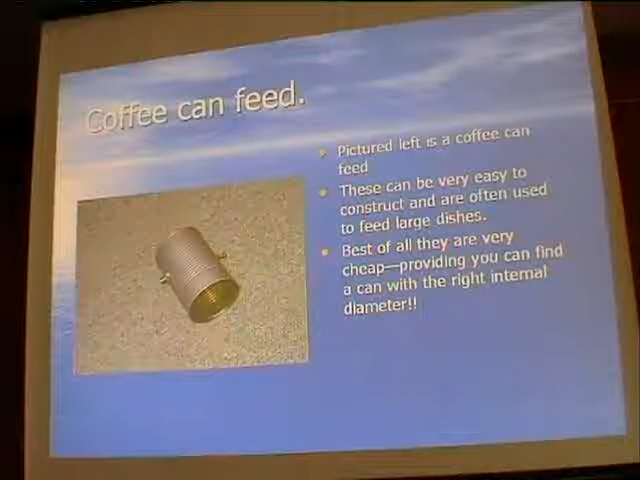 Coffee can feed.
Pictured left is a coffee can
feed
These can be very easy to
construct and are often used
to feed large dishes.
Best of all they are very
cheap—providing you can find
a can with the right internal
diameter!!